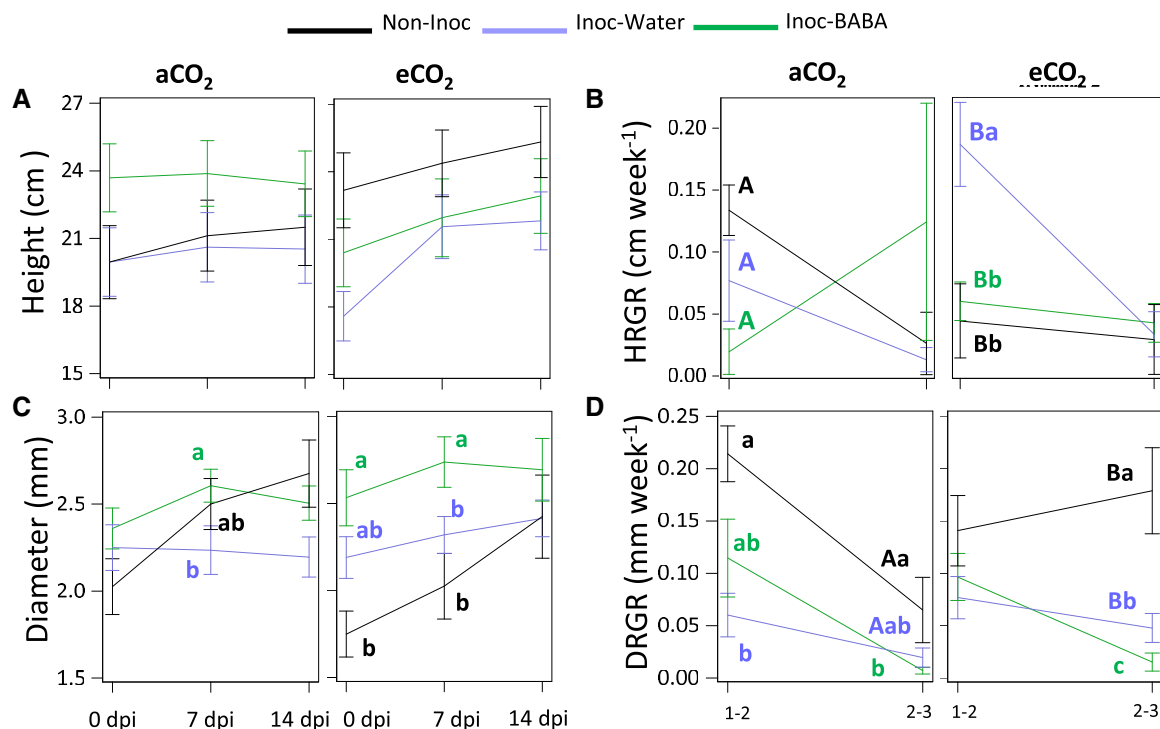 Non-Inoc Inoc-Water Inoc-BABA
aCO₂ eCO₂
A
Height (cm )
27
24
21
18
15
aCO₂ eCO₂
B
HRGR (cm week⁻¹)
0.20
0.15
0.10
0.05
0.00
A
A
A
Ba
Bb
Bb
C
Diameter (mm)
3.0
2.5
2.0
1.5
a
ab
b
a
a
ab
b
b
b
0 dpi 7 dpi 14 dpi 0 dpi 7 dpi 14 dpi
D
DRGR (mm week⁻¹)
0.25
0.20
0.15
0.10
0.05
0.00
a
ab
b
Aa
Aab
b
Ba
Bb
c
1-2 2-3 1-2 2-3